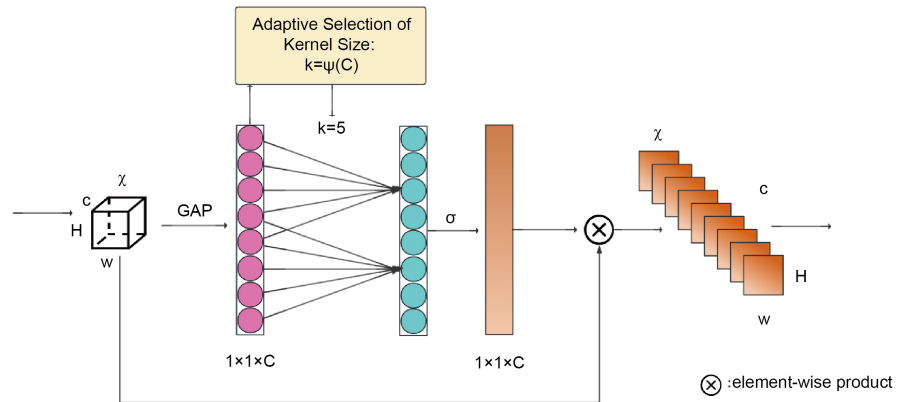 Adaptive Selection of
Kernel Size:
k=ψ(C)
k=5
χ
χ
c
c
GAP
H
σ
w
H
w
1×1×C
1×1×C
:element-wise product